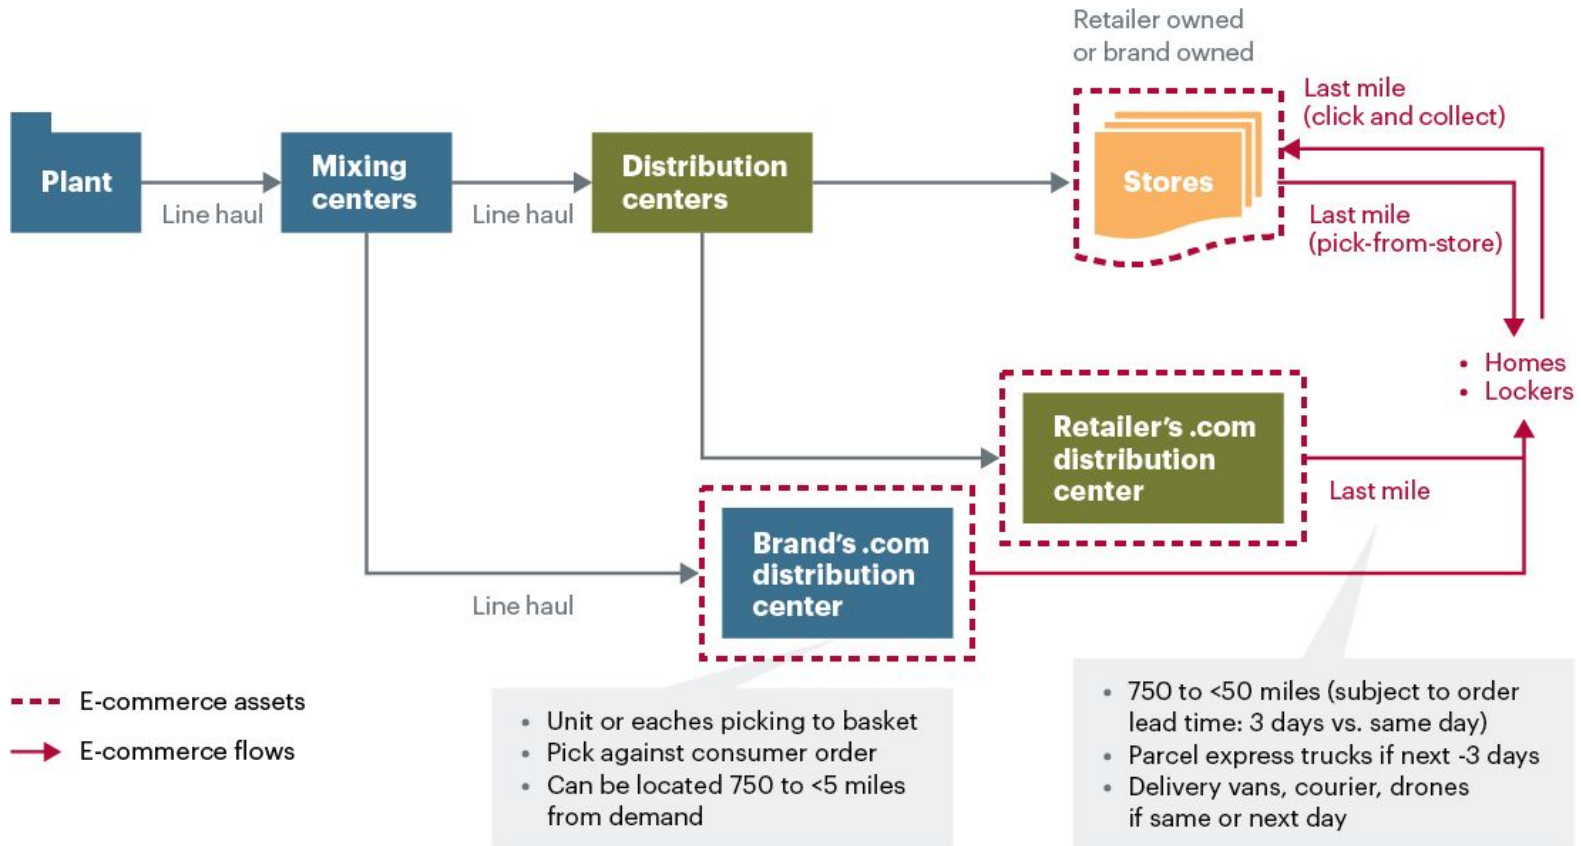 Retailer owned
or brand owned
Last mile
(click and collect)
Plant
Mixing
centers
Distribution
centers
Stores
Line haul
Line haul
Last mile
(pick-from-store)
• Homes
• Lockers
Retailer's .com
distribution
center
Last mile
Brand's .com
distribution
center
Line haul
E-commerce assets
E-commerce flows
• Unit or eaches picking to basket
• Pick against consumer order
• Can be located 750 to <5 miles
from demand
• 750 to <50 miles (subject to order
lead time: 3 days vs. same day)
• Parcel express trucks if next -3 days
• Delivery vans, courier, drones
if same or next day